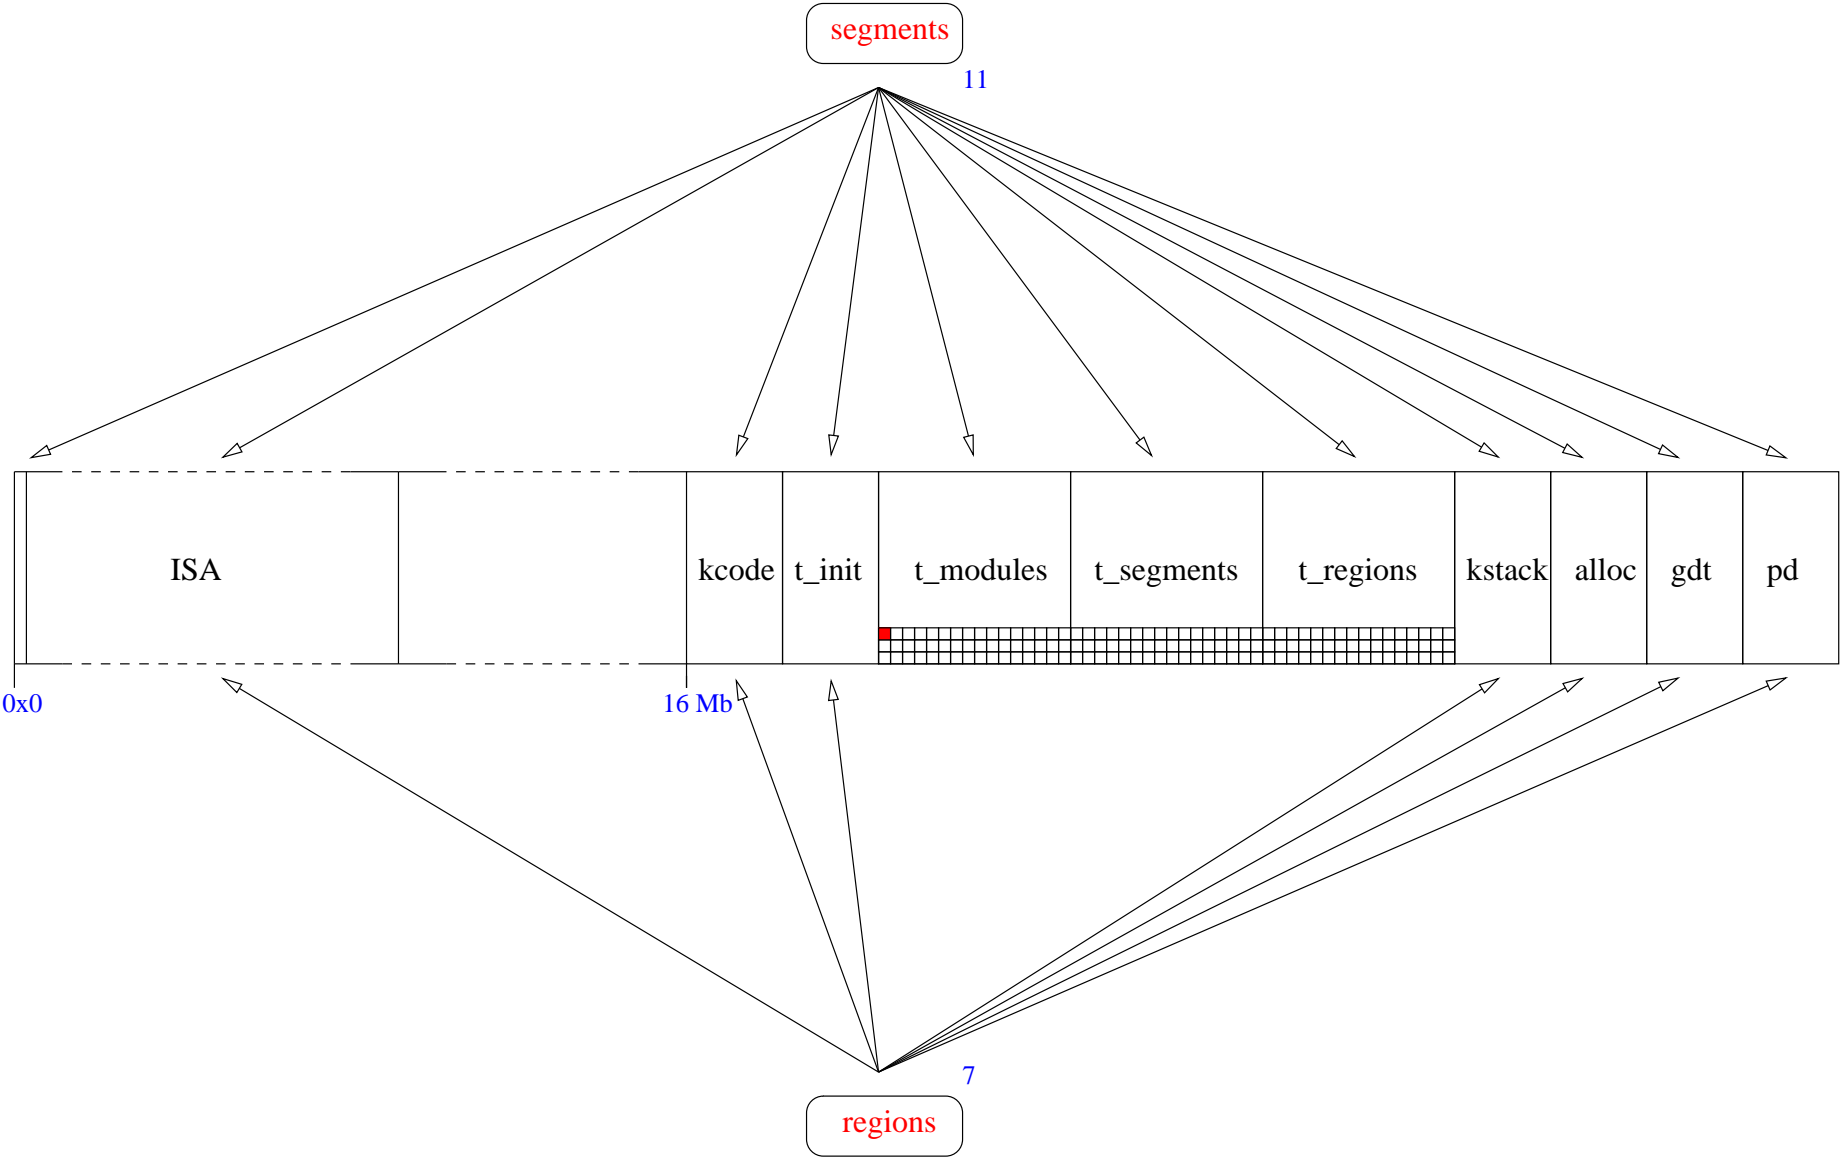 segments
11
ISA
kcode
t_init
t_modules
t_segments
t_regions
kstack
alloc
gdt
pd
0x0
16 Mb
7
regions